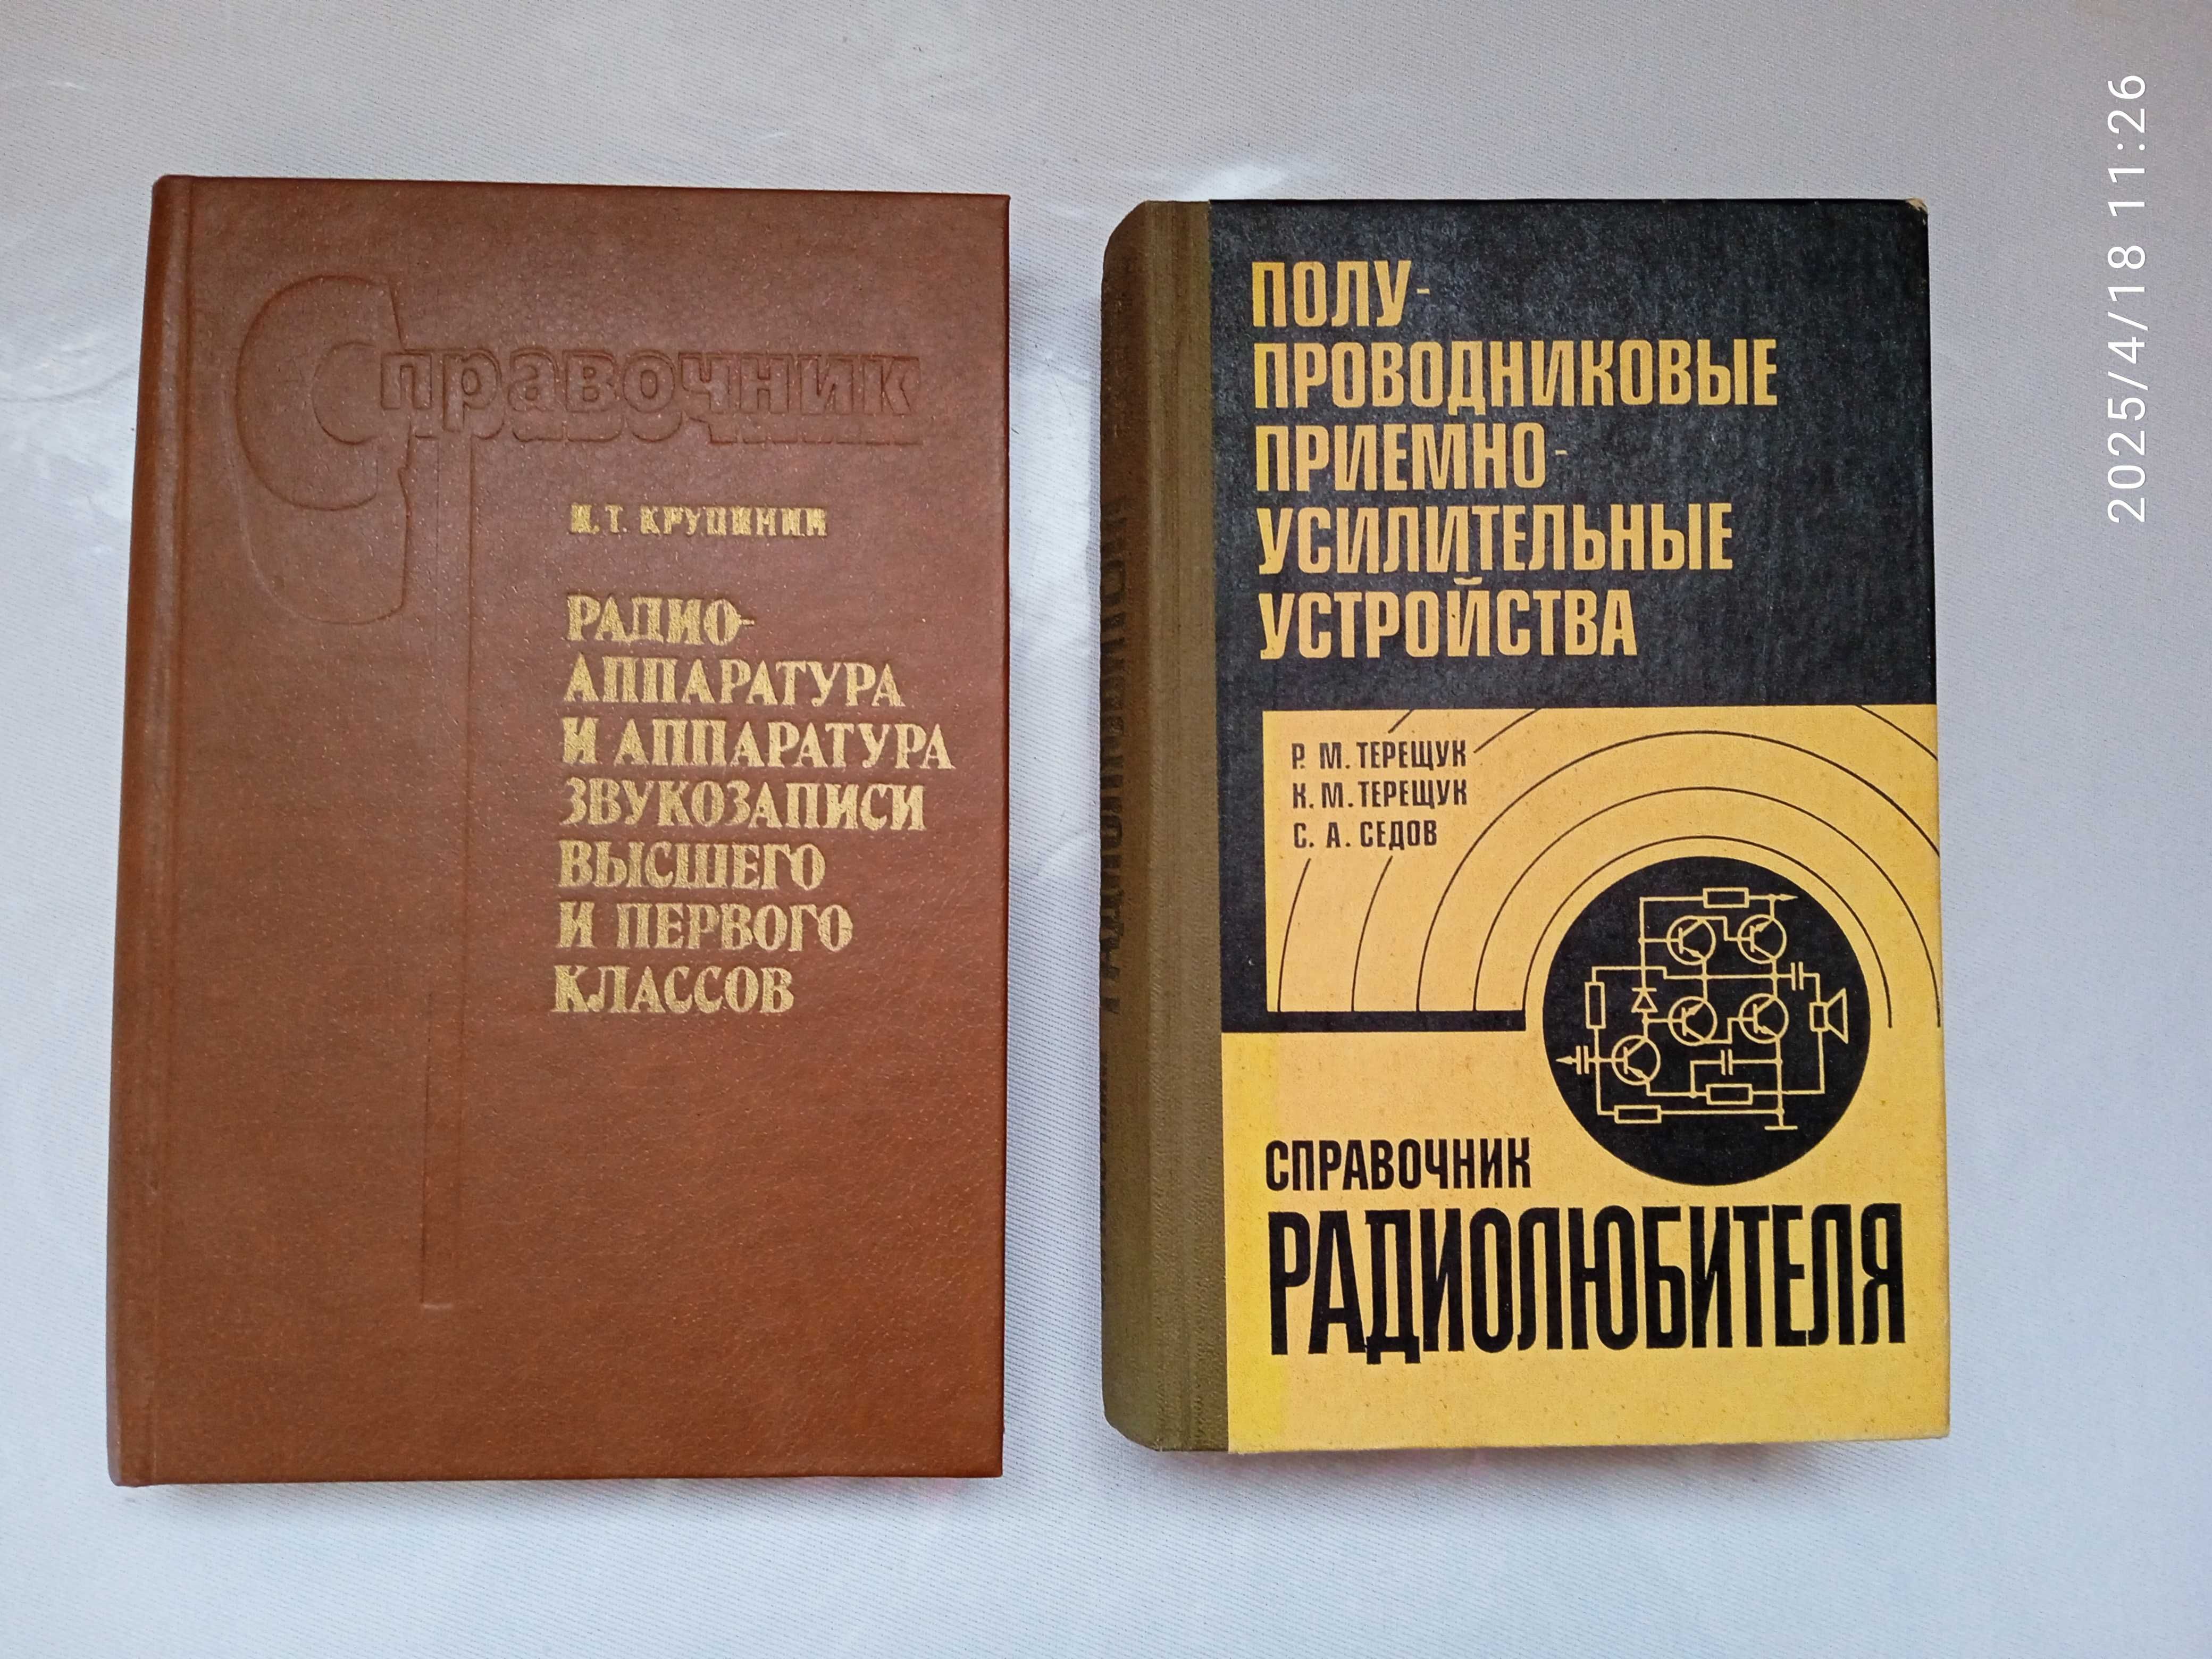 Справочник
И. Т. КРУПИНИН
РАДИО-
АППАРАТУРА
И АППАРАТУРА
ЗВУКОЗАПИСИ
ВЫСШЕГО
И ПЕРВОГО
КЛАССОВ
ПОЛУ-
ПРОВОДНИКОВЫЕ
ПРИЕМНО-
УСИЛИТЕЛЬНЫЕ
УСТРОЙСТВА
Р. М. ТЕРЕЩУК
К. М. ТЕРЕЩУК
С. А. СЕДОВ
СПРАВОЧНИК
РАДИОЛЮБИТЕЛЯ
2025/4/18 11:26